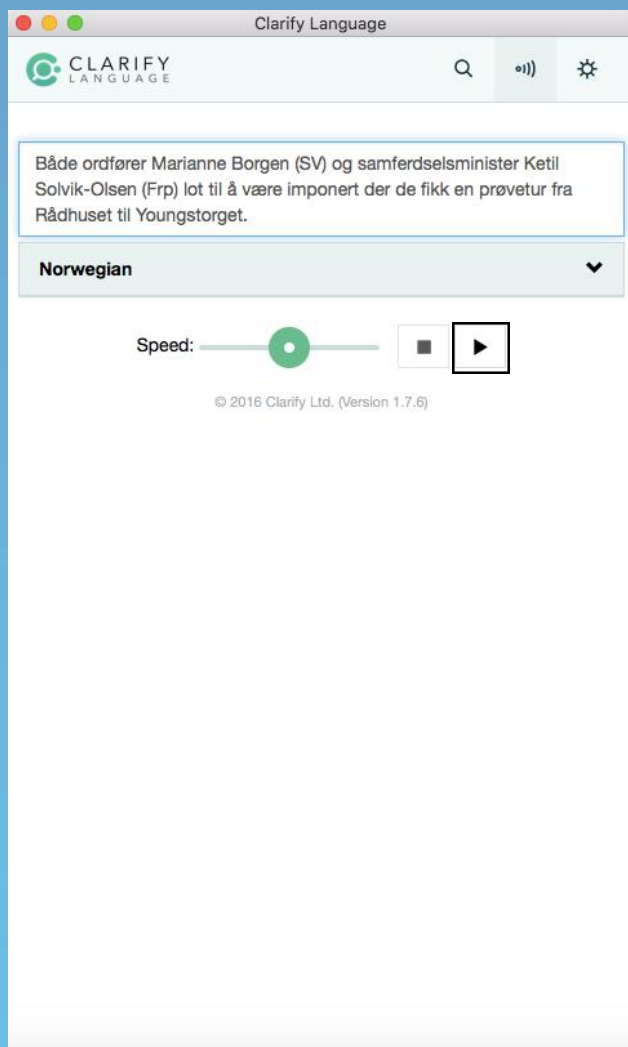 Clarify Language
CLARIFY
LANGUAGE
Både ordfører Marianne Borgen (SV) og samferdselsminister Ketil
Solvik-Olsen (Frp) lot til å være imponert der de fikk en prøvetur fra
Rådhuset til Youngstorget.
Norwegian
Speed:
© 2016 Clarify Ltd. (Version 1.7.6)